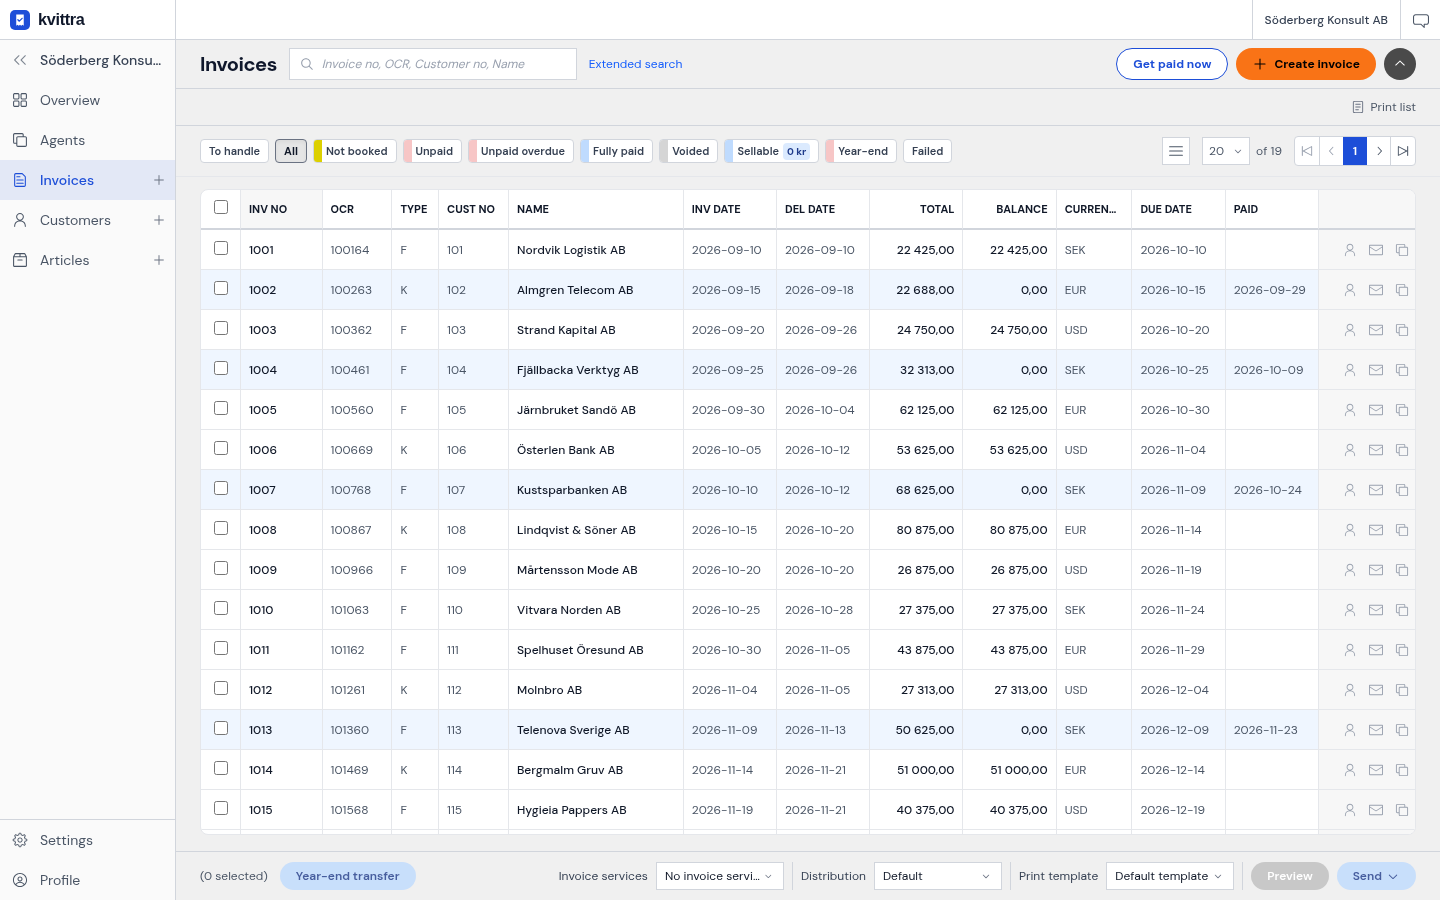 kvittra
Söderberg Konsult AB
Söderberg Konsu...
Overview
Agents
Invoices
Customers
Articles
Settings
Profile
Invoices
Invoice no, OCR, Customer no, Name
Extended search
Get paid now
Create invoice
Print list
To handle All Not booked Unpaid Unpaid overdue Fully paid Voided Sellable 0 kr Year-end Failed
20 of 19 1
INV NO OCR TYPE CUST NO NAME INV DATE DEL DATE TOTAL BALANCE CURREN... DUE DATE PAID
1001 100164 F 101 Nordvik Logistik AB 2026-09-10 2026-09-10 22 425,00 22 425,00 SEK 2026-10-10
1002 100263 K 102 Almgren Telecom AB 2026-09-15 2026-09-18 22 688,00 0,00 EUR 2026-10-15 2026-09-29
1003 100362 F 103 Strand Kapital AB 2026-09-20 2026-09-26 24 750,00 24 750,00 USD 2026-10-20
1004 100461 F 104 Fjällbacka Verktyg AB 2026-09-25 2026-09-26 32 313,00 0,00 SEK 2026-10-25 2026-10-09
1005 100560 F 105 Järnbruket Sandö AB 2026-09-30 2026-10-04 62 125,00 62 125,00 EUR 2026-10-30
1006 100669 K 106 Österlen Bank AB 2026-10-05 2026-10-12 53 625,00 53 625,00 USD 2026-11-04
1007 100768 F 107 Kustsparbanken AB 2026-10-10 2026-10-12 68 625,00 0,00 SEK 2026-11-09 2026-10-24
1008 100867 K 108 Lindqvist & Söner AB 2026-10-15 2026-10-20 80 875,00 80 875,00 EUR 2026-11-14
1009 100966 F 109 Mårtensson Mode AB 2026-10-20 2026-10-20 26 875,00 26 875,00 USD 2026-11-19
1010 101063 F 110 Vitvara Norden AB 2026-10-25 2026-10-28 27 375,00 27 375,00 SEK 2026-11-24
1011 101162 F 111 Spelhuset Öresund AB 2026-10-30 2026-11-05 43 875,00 43 875,00 EUR 2026-11-29
1012 101261 K 112 Molnbro AB 2026-11-04 2026-11-05 27 313,00 27 313,00 USD 2026-12-04
1013 101360 F 113 Telenova Sverige AB 2026-11-09 2026-11-13 50 625,00 0,00 SEK 2026-12-09 2026-11-23
1014 101469 K 114 Bergmalm Gruv AB 2026-11-14 2026-11-21 51 000,00 51 000,00 EUR 2026-12-14
1015 101568 F 115 Hygieia Pappers AB 2026-11-19 2026-11-21 40 375,00 40 375,00 USD 2026-12-19
(0 selected) Year-end transfer Invoice services No invoice servi... Distribution Default Print template Default template Preview Send